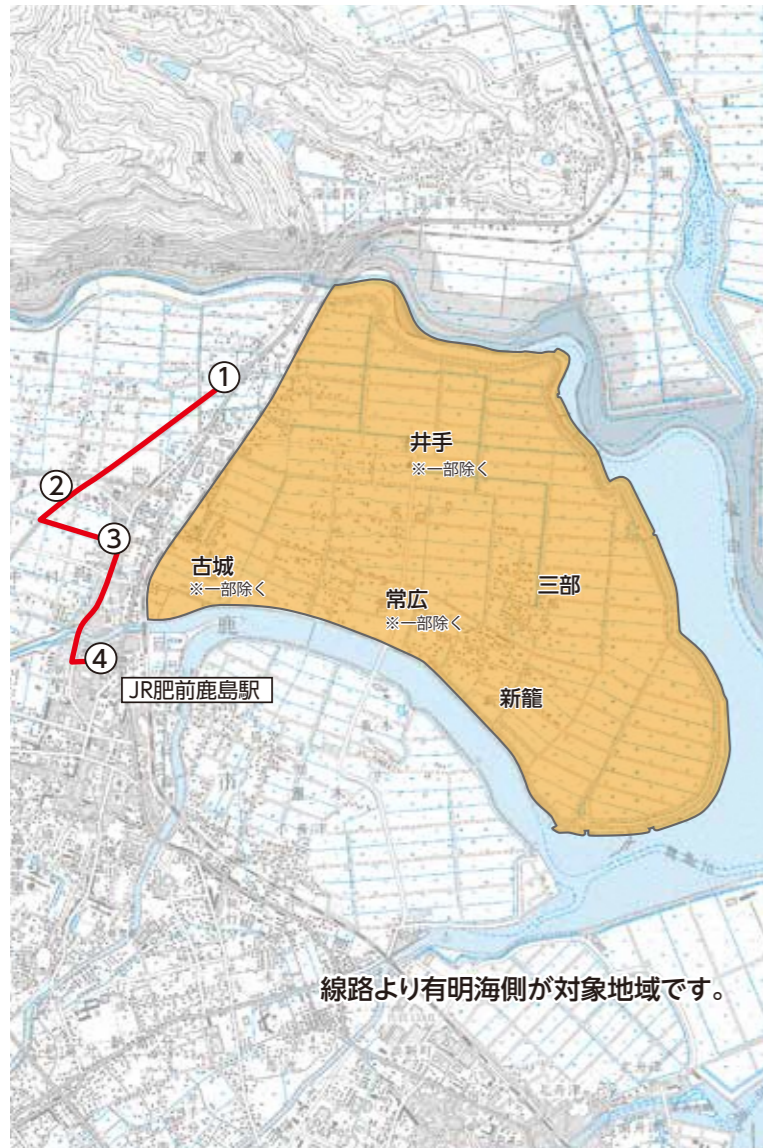 ①
②
③
④
井手
※一部除く
古城
※一部除く
常広
※一部除く
三部
新籠
JR肥前鹿島駅
線路より有明海側が対象地域です。